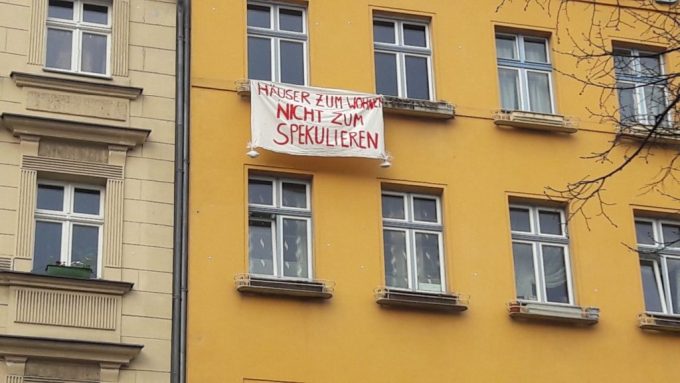 HÄUSER ZUM WOHNEN
NICHT ZUM
SPEKULIEREN